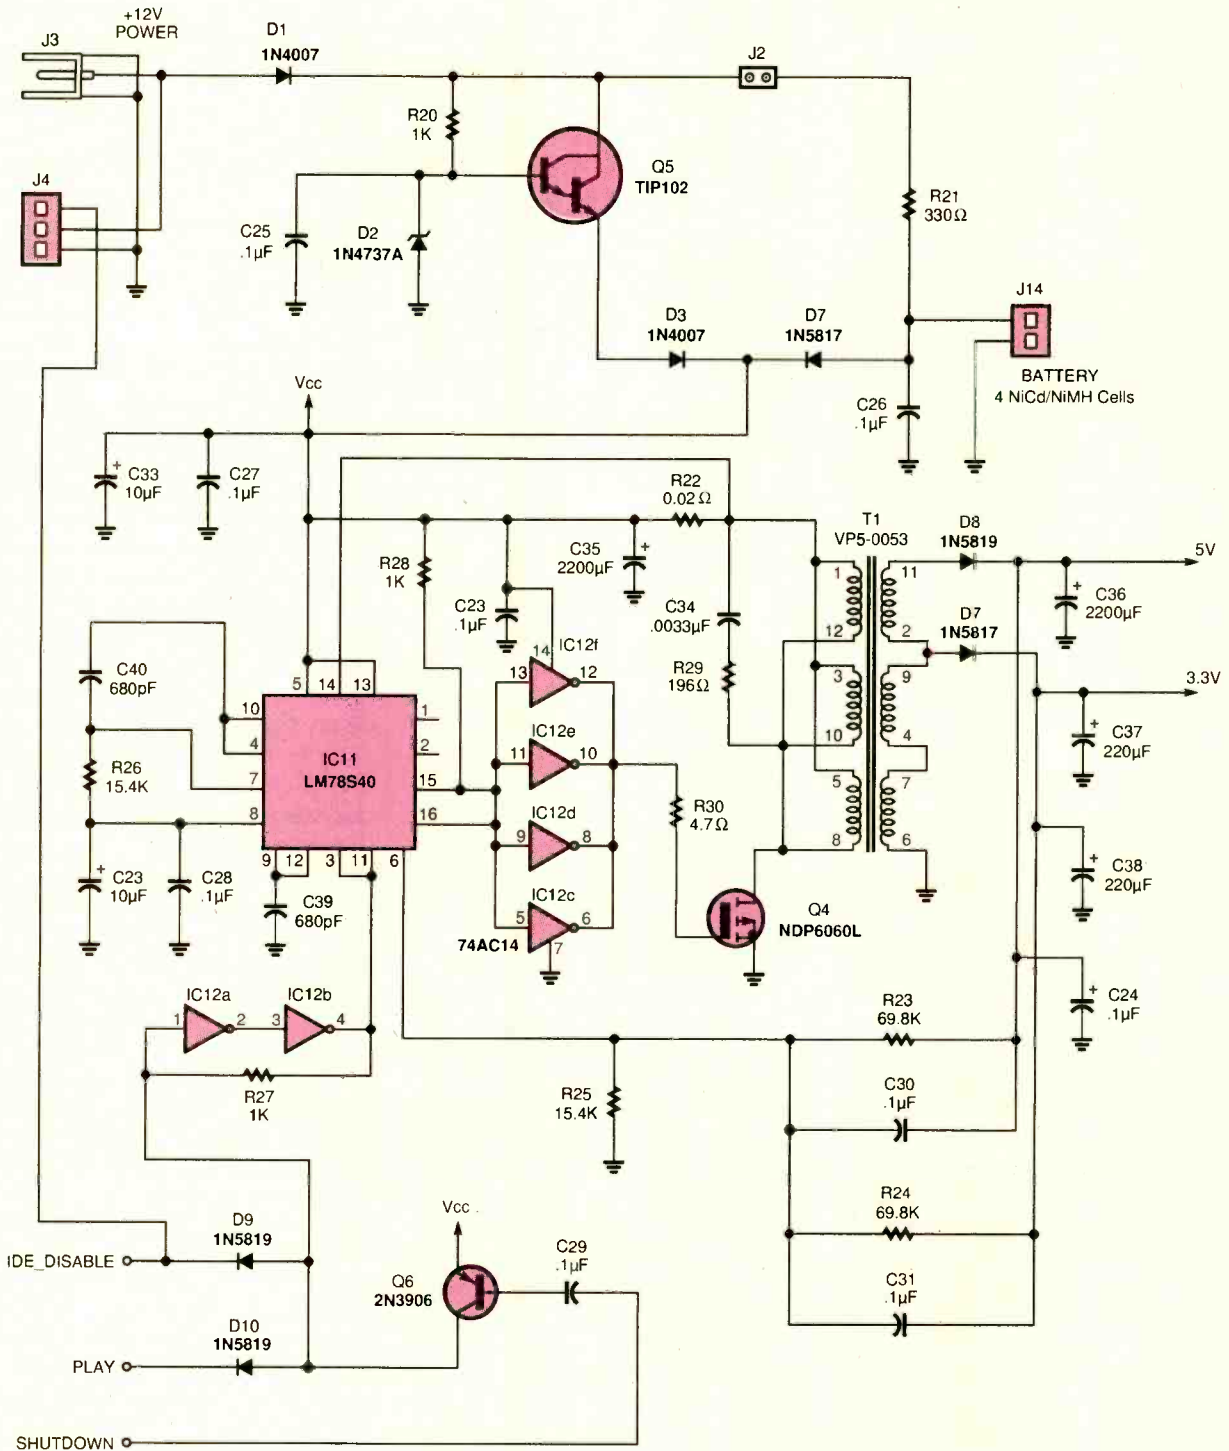 +12V
POWER
J3
D1
1N4007
J2
R20
1K
Q5
TIP102
J4
R21
330Ω
C25
.1µF
D2
1N4737A
J14
D3
1N4007
D7
1N5817
BATTERY
4 NiCd/NiMH Cells
Vcc
C26
.1µF
+
C33
10µF
C27
.1µF
R22
0.02Ω
T1
VP5-0053
D8
1N5819
5V
R28
1K
C35
2200µF
+
1
11
+
C36
2200µF
C23
.1µF
C34
.0033µF
D7
1N5817
12
2
IC12f
14
13
12
C40
680pF
R29
196Ω
3
9
3.3V
5
14
13
10
1
IC12e
+
C37
220µF
4
2
11
10
10
4
IC11
LM78S40
R26
15.4K
7
15
5
7
R30
4.7Ω
8
16
IC12d
9
8
8
6
9
12
3
11
6
+
C38
220µF
+
C23
10µF
C28
.1µF
C39
680pF
IC12c
5
6
7
74AC14
Q4
NDP6060L
IC12a
IC12b
1
2
3
4
R23
69.8K
+
C24
.1µF
R27
1K
R25
15.4K
C30
.1µF
R24
69.8K
Vcc
D9
1N5819
IDE_DISABLE
C29
.1µF
Q6
2N3906
C31
.1µF
D10
1N5819
PLAY
SHUTDOWN